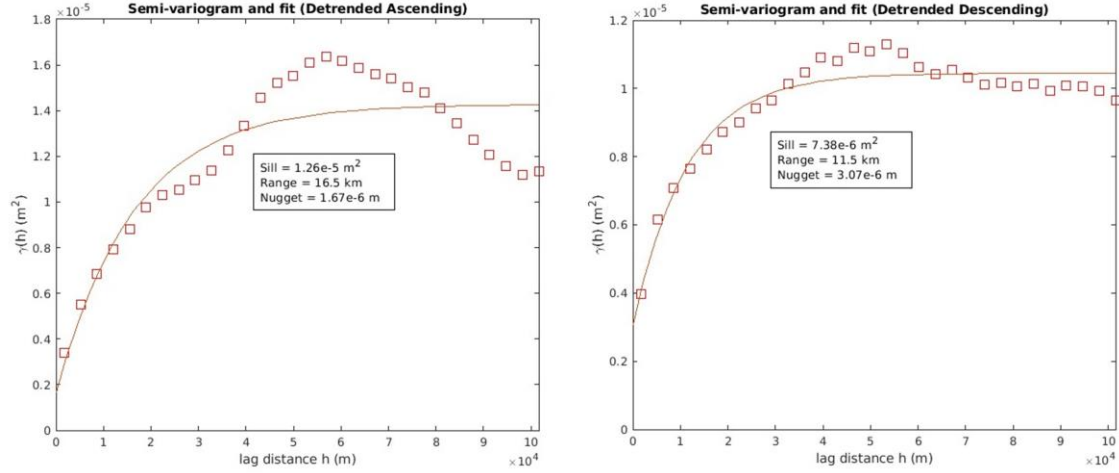 Semi-variogram and fit (Detrended Ascending)
×10⁻⁵
1.8
1.6
1.4
1.2
1
0.8
0.6
0.4
0.2
0
γ(h) (m²)
Sill = 1.26e-5 m²
Range = 16.5 km
Nugget = 1.67e-6 m
0 1 2 3 4 5 6 7 8 9 10
lag distance h (m)
×10⁴
Semi-variogram and fit (Detrended Descending)
×10⁻⁵
1.2
1
0.8
0.6
0.4
0.2
0
γ(h) (m²)
Sill = 7.38e-6 m²
Range = 11.5 km
Nugget = 3.07e-6 m
0 1 2 3 4 5 6 7 8 9 10
lag distance h (m)
×10⁴